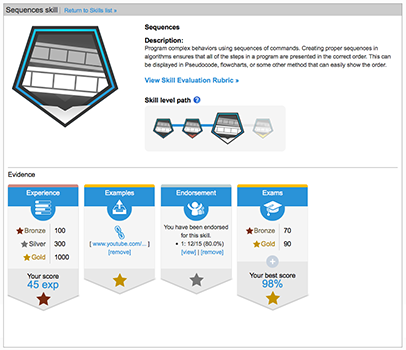 Sequences skill | Return to Skills list »
Sequences
Description:
Program complex behaviors using sequences of commands. Creating proper sequences in
algorithms ensures that all of the steps in a program are presented in the correct order. This can
be displayed in Pseudocode, flowcharts, or some other method that can easily show the order.
View Skill Evaluation Rubric »
Skill level path ?
Evidence
Experience
Bronze 100
Silver 300
Gold 1000
Your score
45 exp
Examples
[ www.youtube.com/... ]
[remove]
Endorsement
You have been endorsed
for this skill.
• 1: 12/15 (80.0%)
[view] | [remove]
Exams
Bronze 70
Gold 90
Your best score
98%